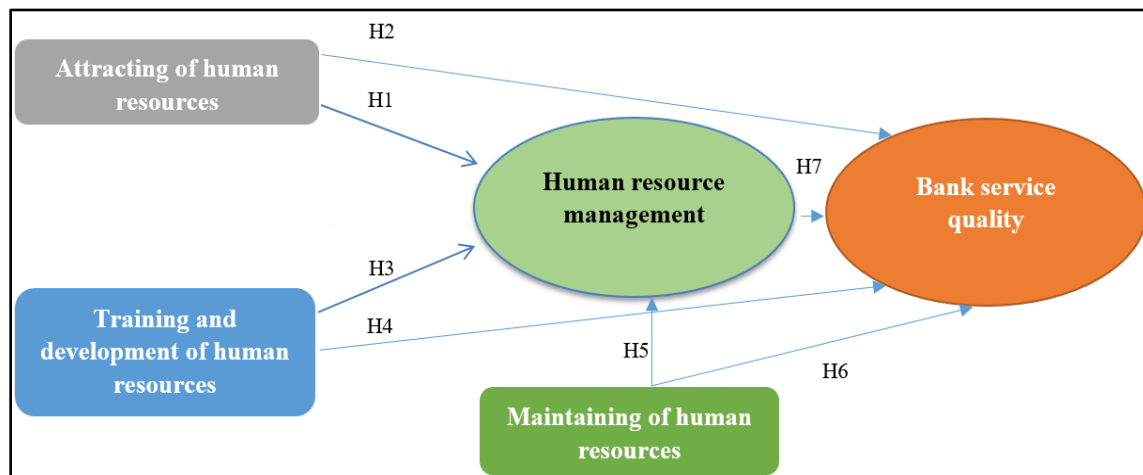 H2
Attracting of human
resources
H1
Human resource
management
H7
Bank service
quality
H3
Training and
development of human
resources
H4
H5
H6
Maintaining of human
resources